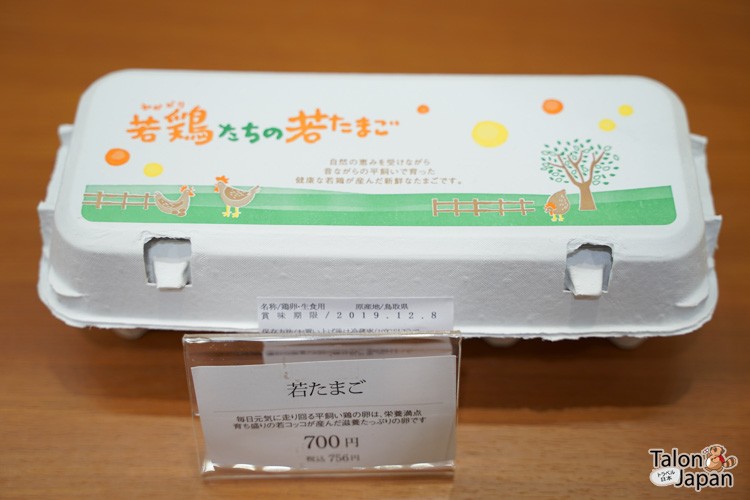 わかどり
若鶏たちの若たまご
自然の恵みを受けながら
昔ながらの平飼いで育った
健康な若鶏が産んだ新鮮なたまごです。
名称/鶏卵・生食用 原産地/鳥取県
賞味期限/2019.12.8
若たまご
毎日元気に走り回る平飼い鶏の卵は、栄養満点
育ち盛りの若コッコが産んだ滋養たっぷりの卵です
700円
税込 756円
Talon
トラベル
日本
Japan